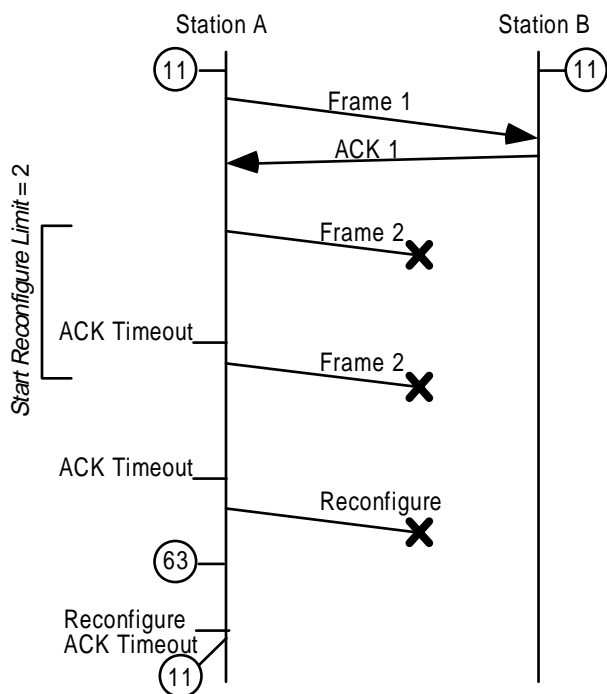 Station A
Station B
11
11
Frame 1
ACK 1
Start Reconfigure Limit = 2
Frame 2
ACK Timeout
Frame 2
ACK Timeout
Reconfigure
63
Reconfigure
ACK Timeout
11